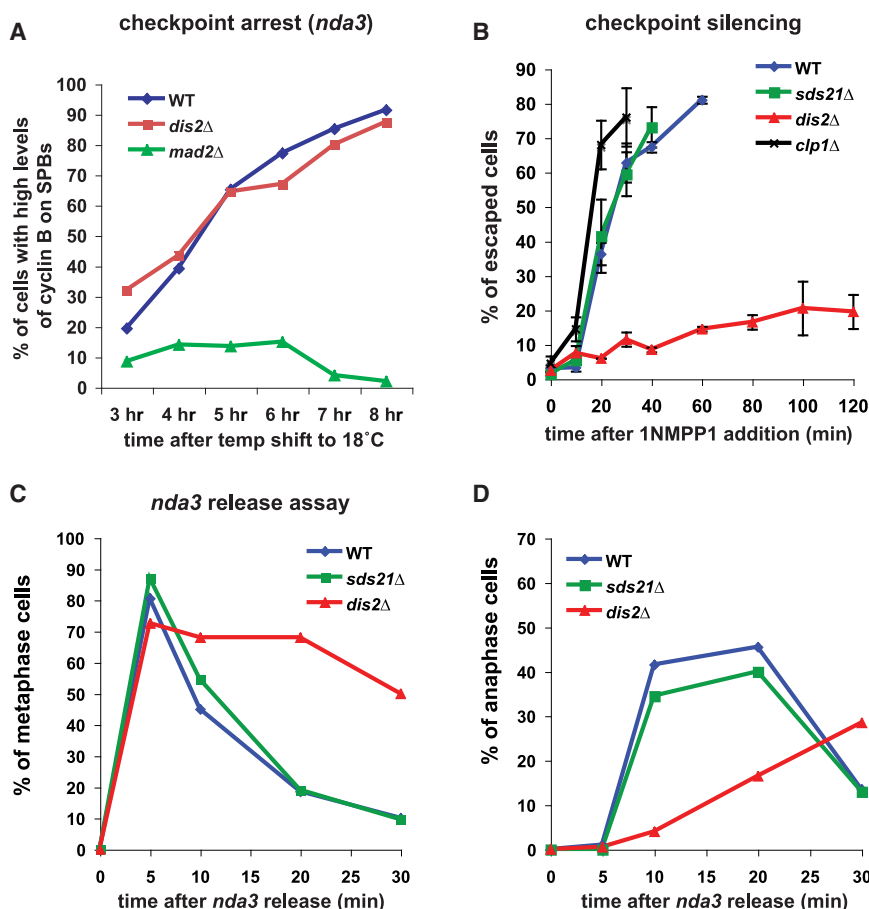 A
checkpoint arrest (nda3)
% of cells with high levels
of cyclin B on SPBs
100
90
80
70
60
50
40
30
20
10
0
WT
dis2Δ
mad2Δ
3 hr 4 hr 5 hr 6 hr 7 hr 8 hr
time after temp shift to 18˚C
B
checkpoint silencing
% of escaped cells
90
80
70
60
50
40
30
20
10
0
WT
sds21Δ
dis2Δ
clp1Δ
0 20 40 60 80 100 120
time after 1NMPP1 addition (min)
C
nda3 release assay
% of metaphase cells
100
90
80
70
60
50
40
30
20
10
0
WT
sds21Δ
dis2Δ
0 5 10 15 20 25 30
time after nda3 release (min)
D
% of anaphase cells
70
60
50
40
30
20
10
0
WT
sds21Δ
dis2Δ
0 5 10 15 20 25 30
time after nda3 release (min)